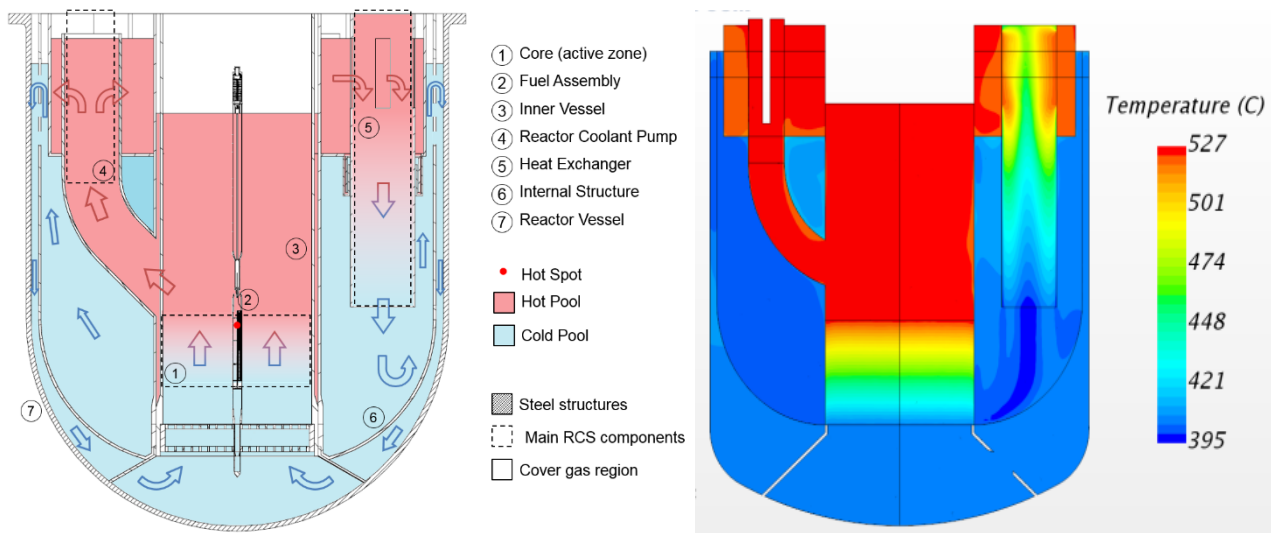 ① Core (active zone)
② Fuel Assembly
③ Inner Vessel
④ Reactor Coolant Pump
⑤ Heat Exchanger
⑥ Internal Structure
⑦ Reactor Vessel
Hot Spot
Hot Pool
Cold Pool
Steel structures
Main RCS components
Cover gas region
⑤
④
③
②
①
⑦
⑥
Temperature (C)
527
501
474
448
421
395